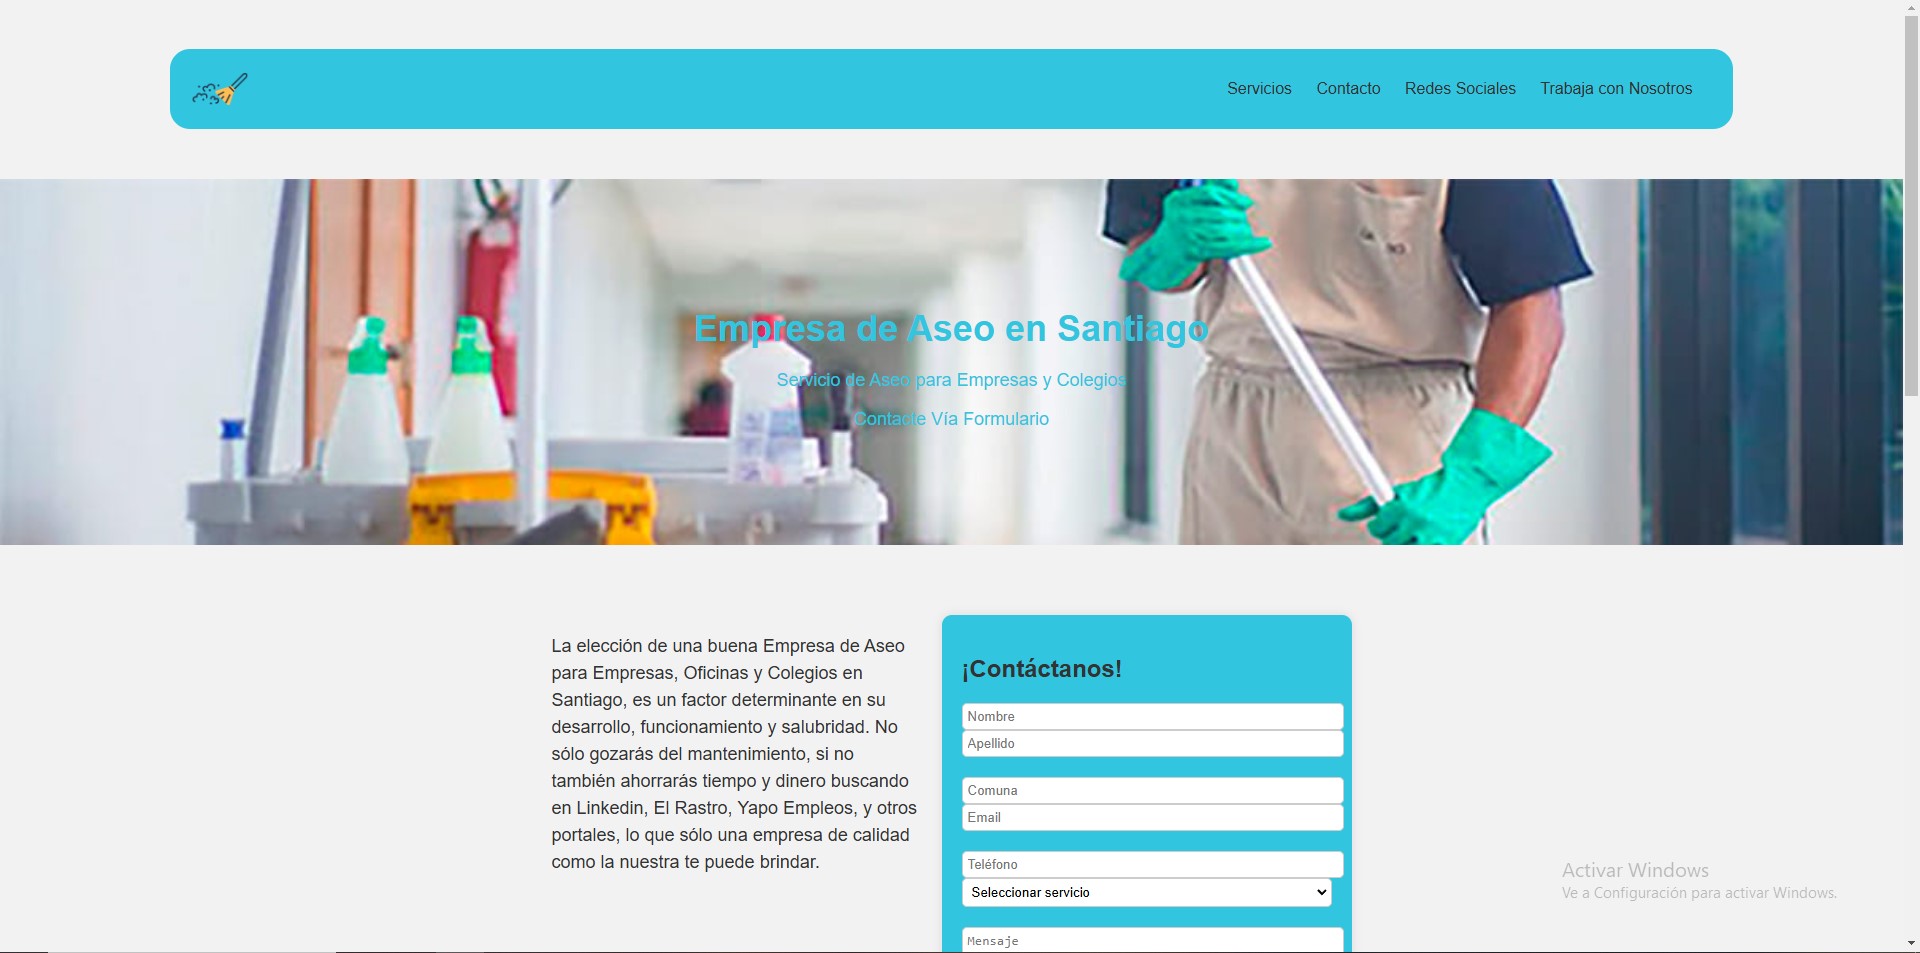 Servicios Contacto Redes Sociales Trabaja con Nosotros
Empresa de Aseo en Santiago
Servicio de Aseo para Empresas y Colegios
Contacte Vía Formulario
La elección de una buena Empresa de Aseo
para Empresas, Oficinas y Colegios en
Santiago, es un factor determinante en su
desarrollo, funcionamiento y salubridad. No
sólo gozarás del mantenimiento, si no
también ahorrarás tiempo y dinero buscando
en Linkedin, El Rastro, Yapo Empleos, y otros
portales, lo que sólo una empresa de calidad
como la nuestra te puede brindar.
¡Contáctanos!
Nombre
Apellido
Comuna
Email
Teléfono
Seleccionar servicio
Mensaje
Activar Windows
Ve a Configuración para activar Windows.